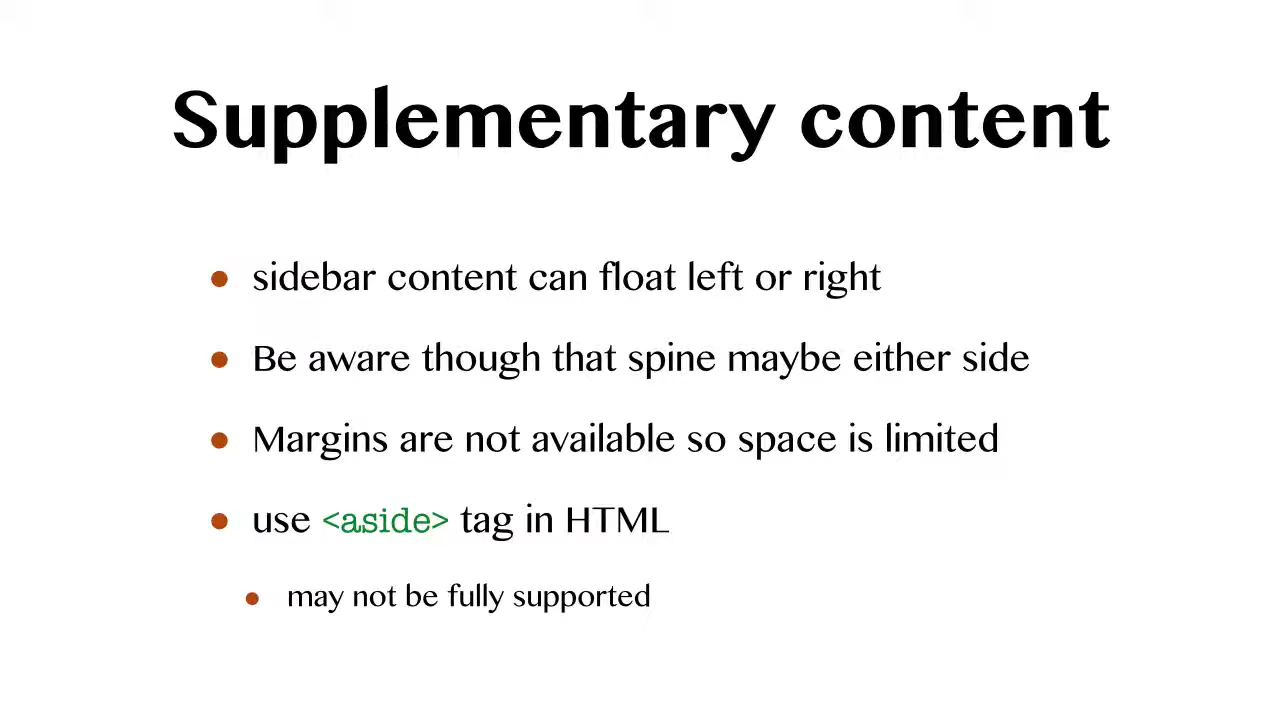 Supplementary content
sidebar content can float left or right
Be aware though that spine maybe either side
Margins are not available so space is limited
use <aside> tag in HTML
may not be fully supported